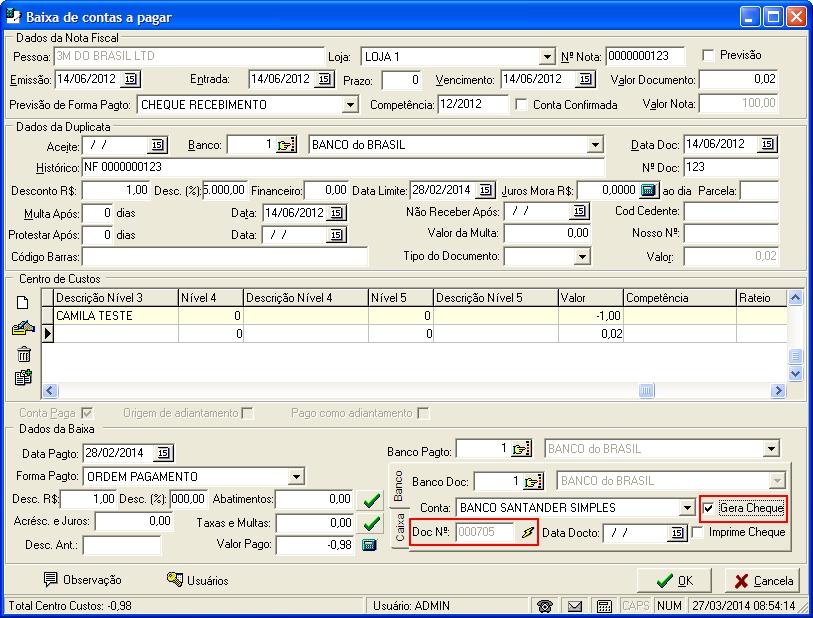 Baixa de contas a pagar
Dados da Nota Fiscal
Pessoa: 3M DO BRASIL LTD Loja: LOJA 1 Nº Nota: 0000000123 Previsão
Emissão: 14/06/2012 15 Entrada: 14/06/2012 15 Prazo: 0 Vencimento: 14/06/2012 15 Valor Documento: 0,02
Previsão de Forma Pagto: CHEQUE RECEBIMENTO Competência: 12/2012 Conta Confirmada Valor Nota: 100,00
Dados da Duplicata
Aceite: / / 15 Banco: 1 BANCO do BRASIL Data Doc: 14/06/2012 15
Histórico: NF 0000000123 Nº Doc: 123
Desconto R$: 1,00 Desc. (%): 5.000,00 Financeiro: 0,00 Data Limite: 28/02/2014 15 Juros Mora R$: 0,0000 ao dia Parcela:
Multa Após: 0 dias Data: 14/06/2012 15 Não Receber Após: / / 15 Cod Cedente:
Protestar Após: 0 dias Data: / / 15 Valor da Multa: 0,00 Nosso Nº:
Código Barras: Tipo do Documento: Valor: 0,02
Centro de Custos
Descrição Nível 3 Nível 4 Descrição Nível 4 Nível 5 Descrição Nível 5 Valor Competência Rateio
CAMILA TESTE 0 0 -1,00
0 0 0,02
Conta Paga Origem de adiantamento Pago como adiantamento
Dados da Baixa
Data Pagto: 28/02/2014 15 Banco Pagto: 1 BANCO do BRASIL
Forma Pagto: ORDEM PAGAMENTO Banco Doc: 1 BANCO do BRASIL
Desc. R$: 1,00 Desc. (%): 000,00 Abatimentos: 0,00 Banco Conta: BANCO SANTANDER SIMPLES Gera Cheque
Acrésc. e Juros: 0,00 Taxas e Multas: 0,00 Caixa Doc Nº: 000705 Data Docto: / / 15 Imprime Cheque
Desc. Ant.: Valor Pago: -0,98
Observação Usuários OK Cancela
Total Centro Custos: -0,98 Usuário: ADMIN CAPS NUM 27/03/2014 08:54:14